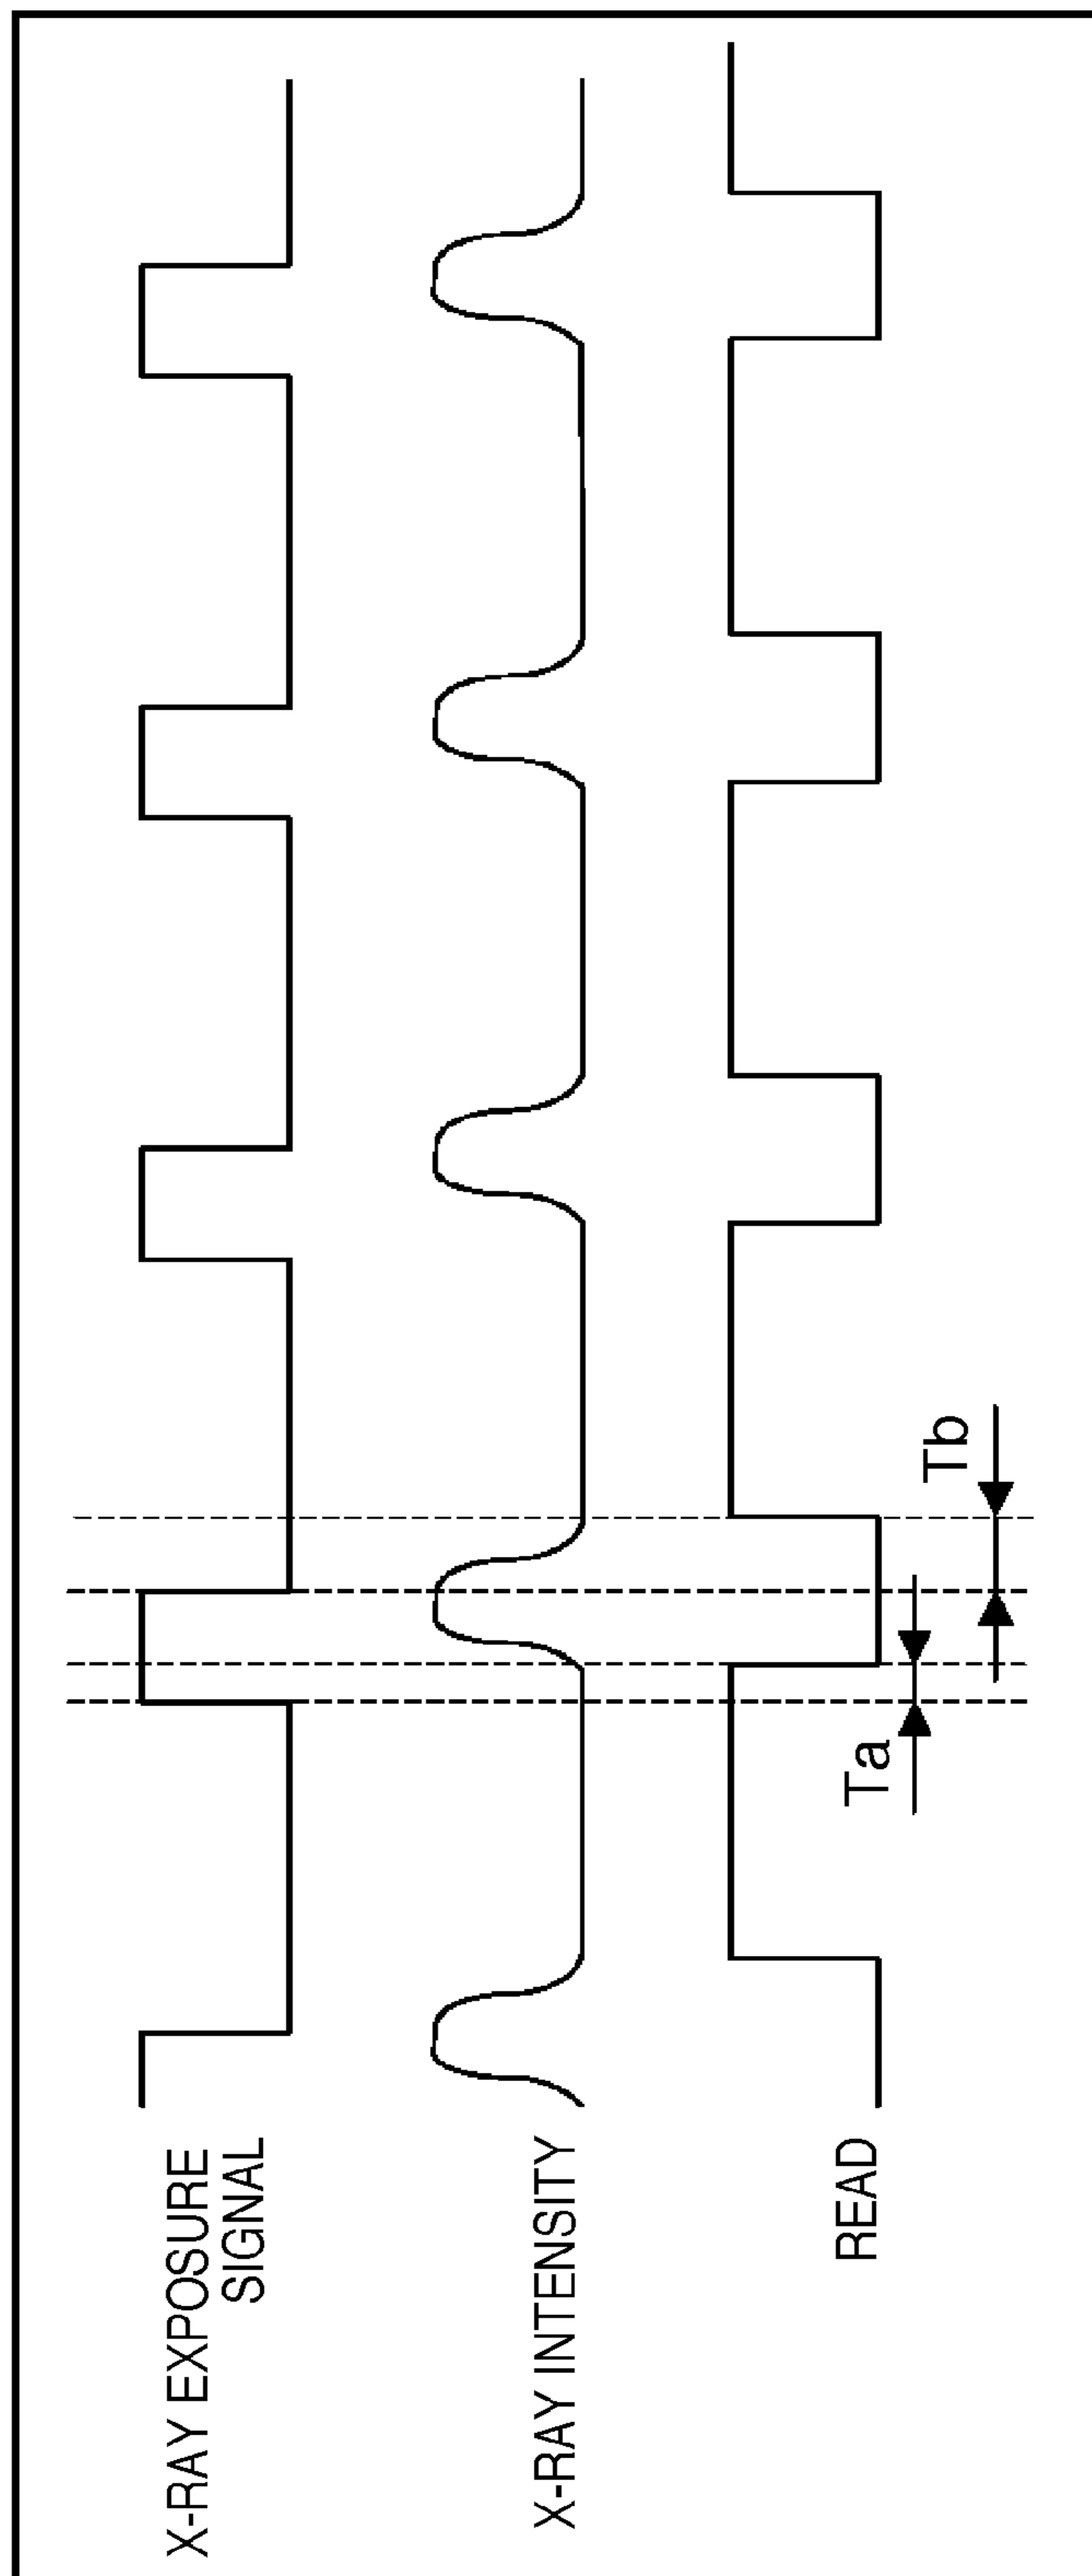 X-RAY EXPOSURE
SIGNAL
X-RAY INTENSITY
READ
Ta
Tb